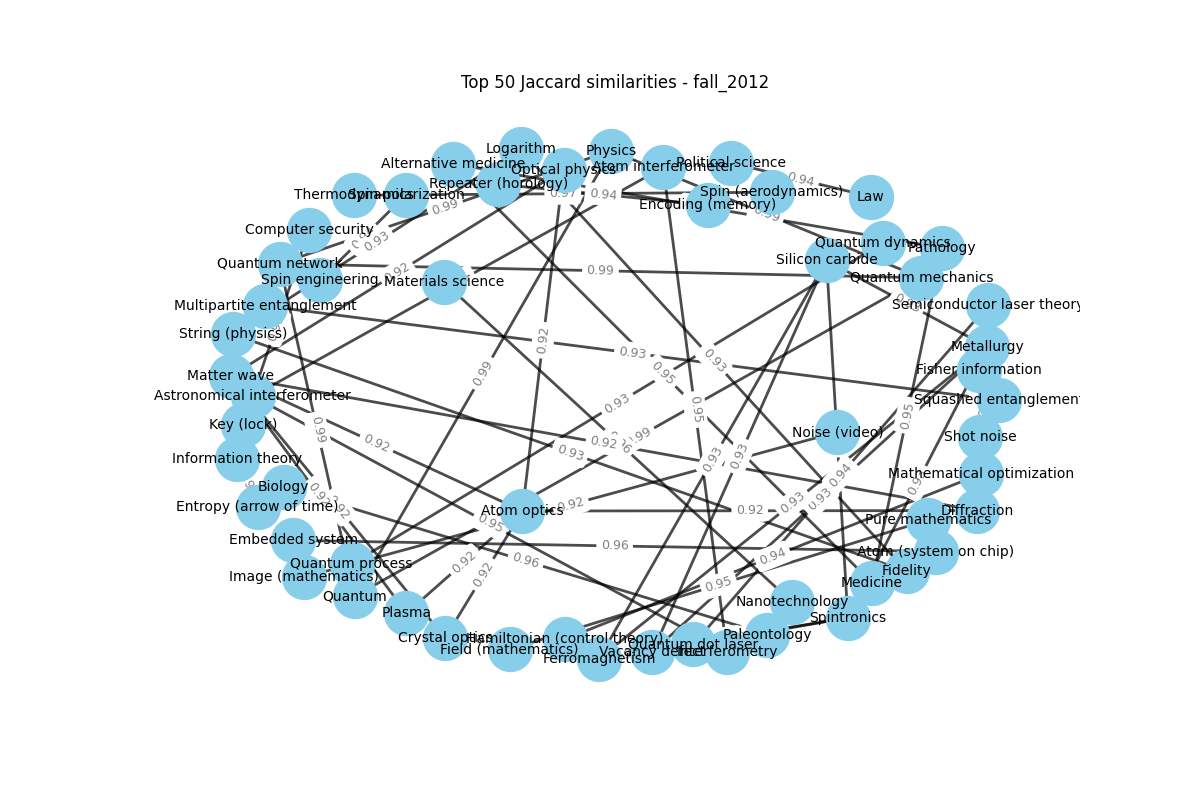 Top 50 Jaccard similarities - fall_2012
Logarithm
Physics
Alternative medicine
Optical physics
Atom interferometer
Political science
Repeater (horology)
Thermodynamics
Spin polarization
Spin (aerodynamics)
Encoding (memory)
Law
Computer security
Quantum dynamics
Pathology
Silicon carbide
Quantum network
Spin engineering
Materials science
Quantum mechanics
Multipartite entanglement
Semiconductor laser theory
String (physics)
Metallurgy
Matter wave
Fisher information
Astronomical interferometer
Squashed entanglement
Key (lock)
Noise (video)
Shot noise
Information theory
Mathematical optimization
Biology
Entropy (arrow of time)
Atom optics
Diffraction
Pure mathematics
Embedded system
Atom (system on chip)
Quantum process
Fidelity
Image (mathematics)
Medicine
Quantum
Nanotechnology
Plasma
Spintronics
Crystal optics
Hamiltonian (control theory)
Paleontology
Field (mathematics)
Quantum dot laser
Ferromagnetism
Vacancy defect
Interferometry
0.94
0.97
0.94
0.99
0.99
0.93
0.92
0.99
0.92
0.93
0.93
0.99
0.95
0.93
0.95
0.93
0.95
0.99
0.92
0.92
0.99
0.93
0.93
0.93
0.94
0.93
0.93
0.92
0.92
0.95
0.96
0.96
0.92
0.92
0.94
0.95